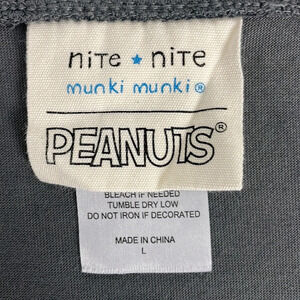 nite ★ nite
munki munki®
PEANUTS®
BLEACH IF NEEDED
TUMBLE DRY LOW
DO NOT IRON IF DECORATED
MADE IN CHINA
L